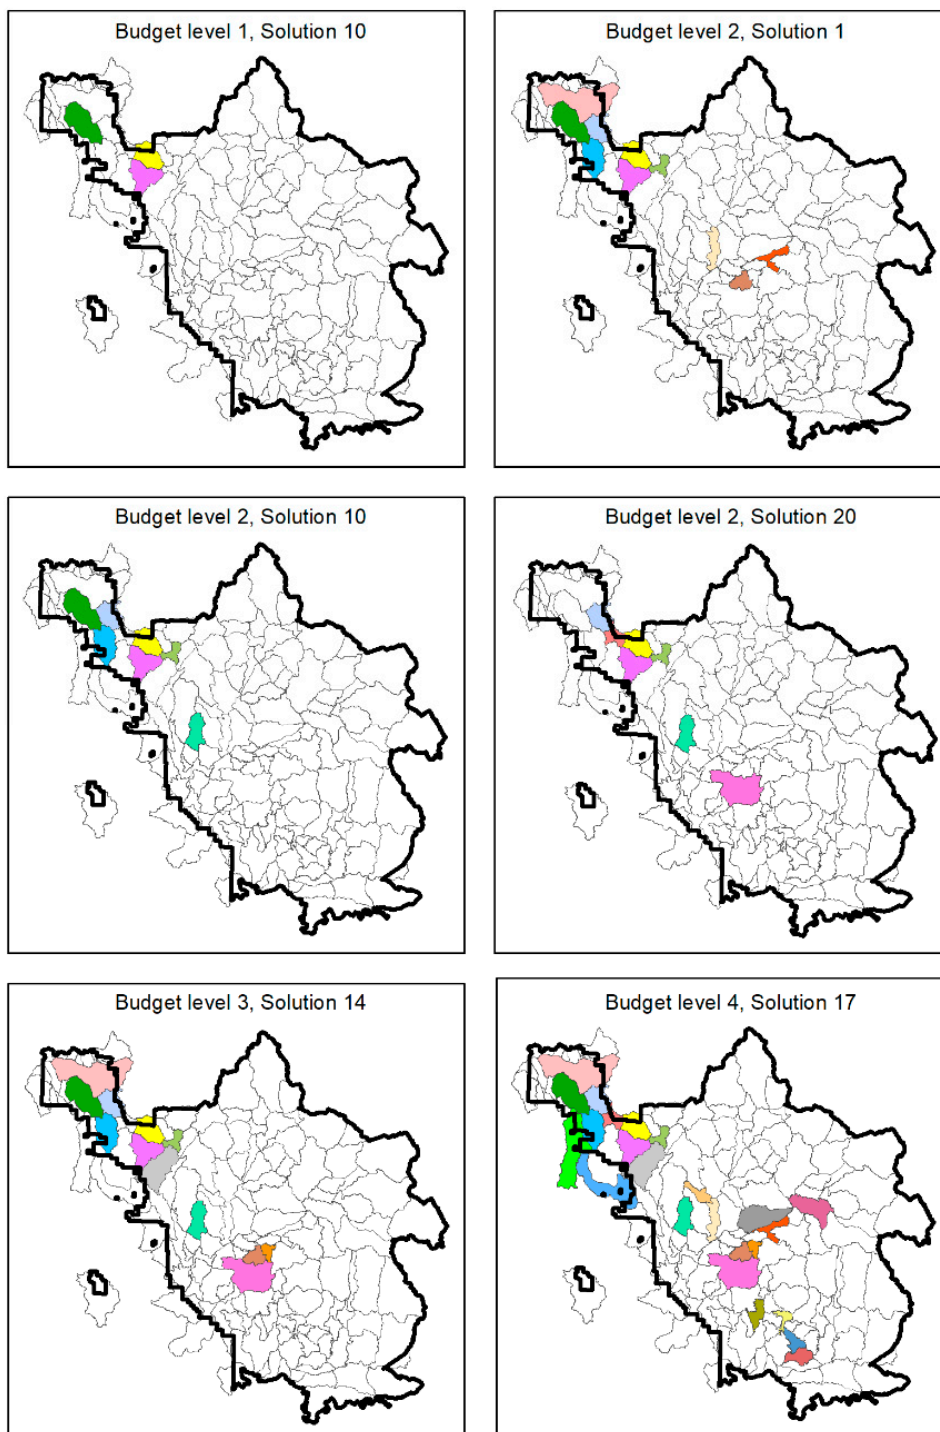 Budget level 1, Solution 10
Budget level 2, Solution 1
Budget level 2, Solution 10
Budget level 2, Solution 20
Budget level 3, Solution 14
Budget level 4, Solution 17